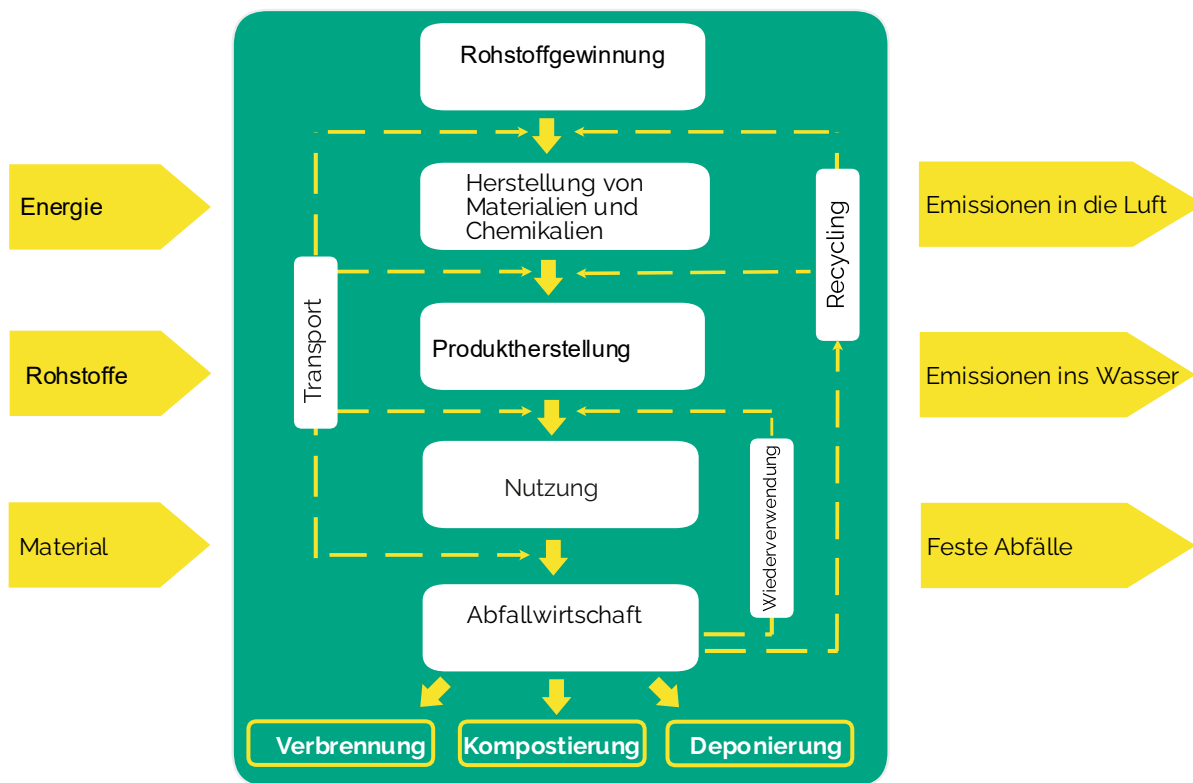 Rohstoffgewinnung
Energie
Herstellung von
Materialien und
Chemikalien
Recycling
Emissionen in die Luft
Transport
Rohstoffe
Produktherstellung
Emissionen ins Wasser
Material
Nutzung
Wiederverwendung
Feste Abfälle
Abfallwirtschaft
Verbrennung
Kompostierung
Deponierung